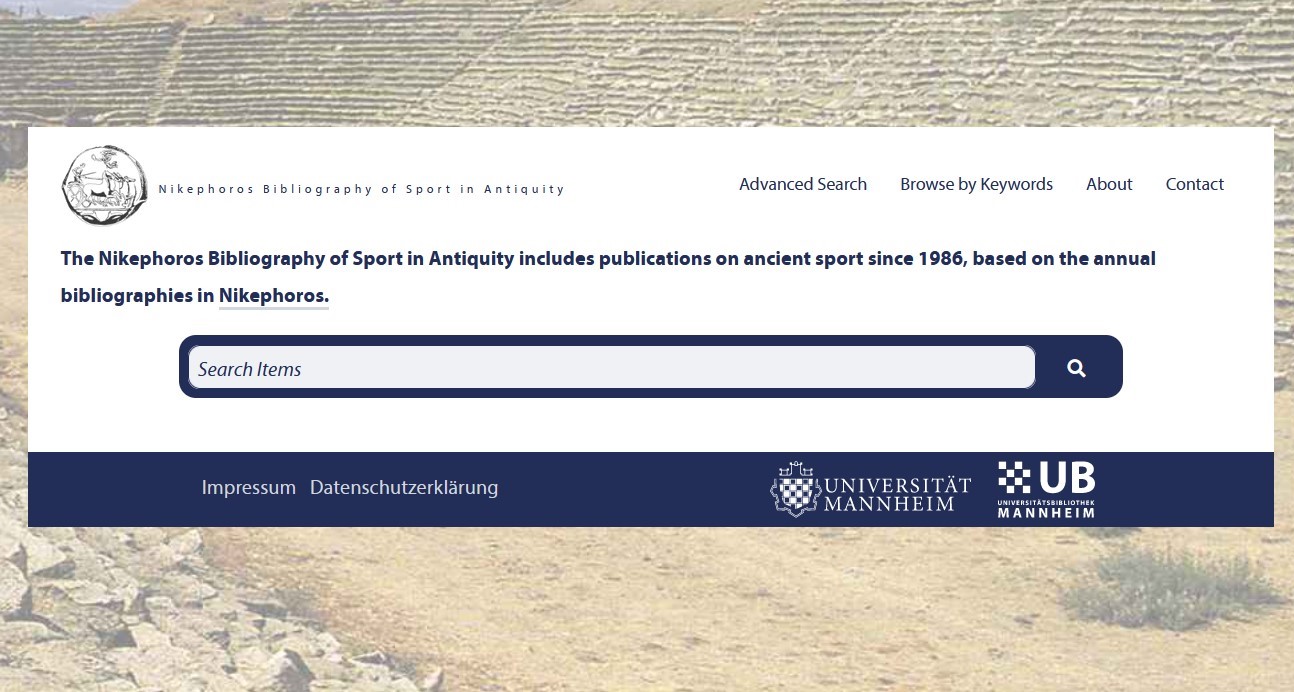 Nikephoros Bibliography of Sport in Antiquity
Advanced Search Browse by Keywords About Contact
The Nikephoros Bibliography of Sport in Antiquity includes publications on ancient sport since 1986, based on the annual
bibliographies in Nikephoros.
Search Items
Impressum Datenschutzerklärung
UNIVERSITÄT
MANNHEIM
UB
UNIVERSITÄTSBIBLIOTHEK
MANNHEIM